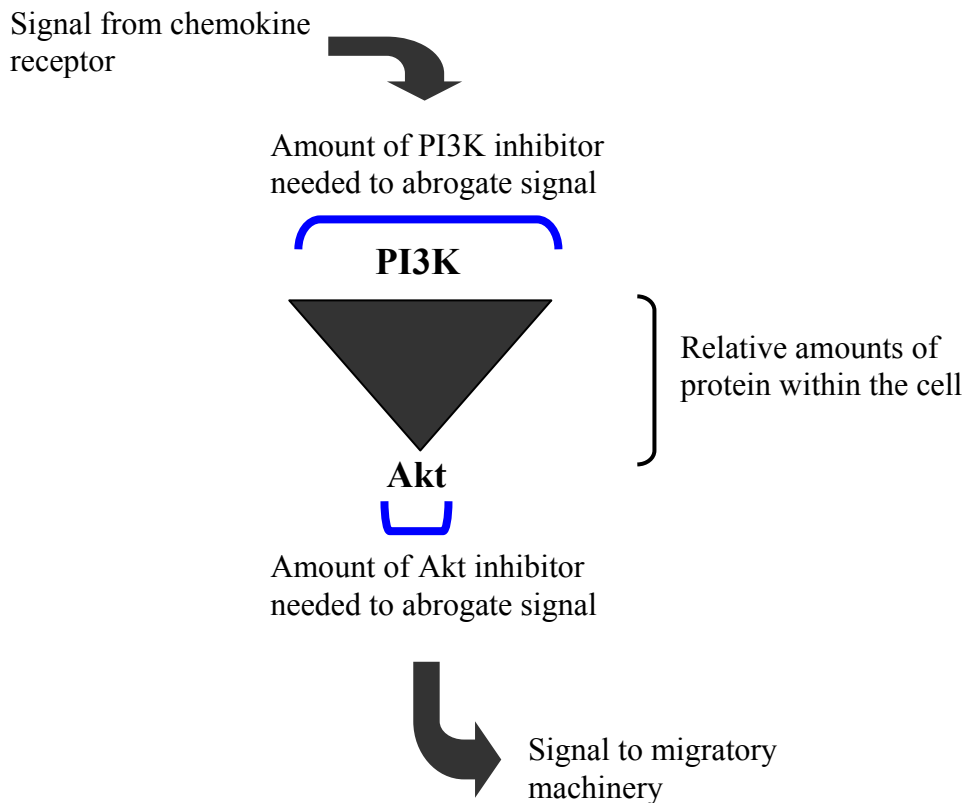 Signal from chemokine
receptor
Amount of PI3K inhibitor
needed to abrogate signal
PI3K
Relative amounts of
protein within the cell
Akt
Amount of Akt inhibitor
needed to abrogate signal
Signal to migratory
machinery